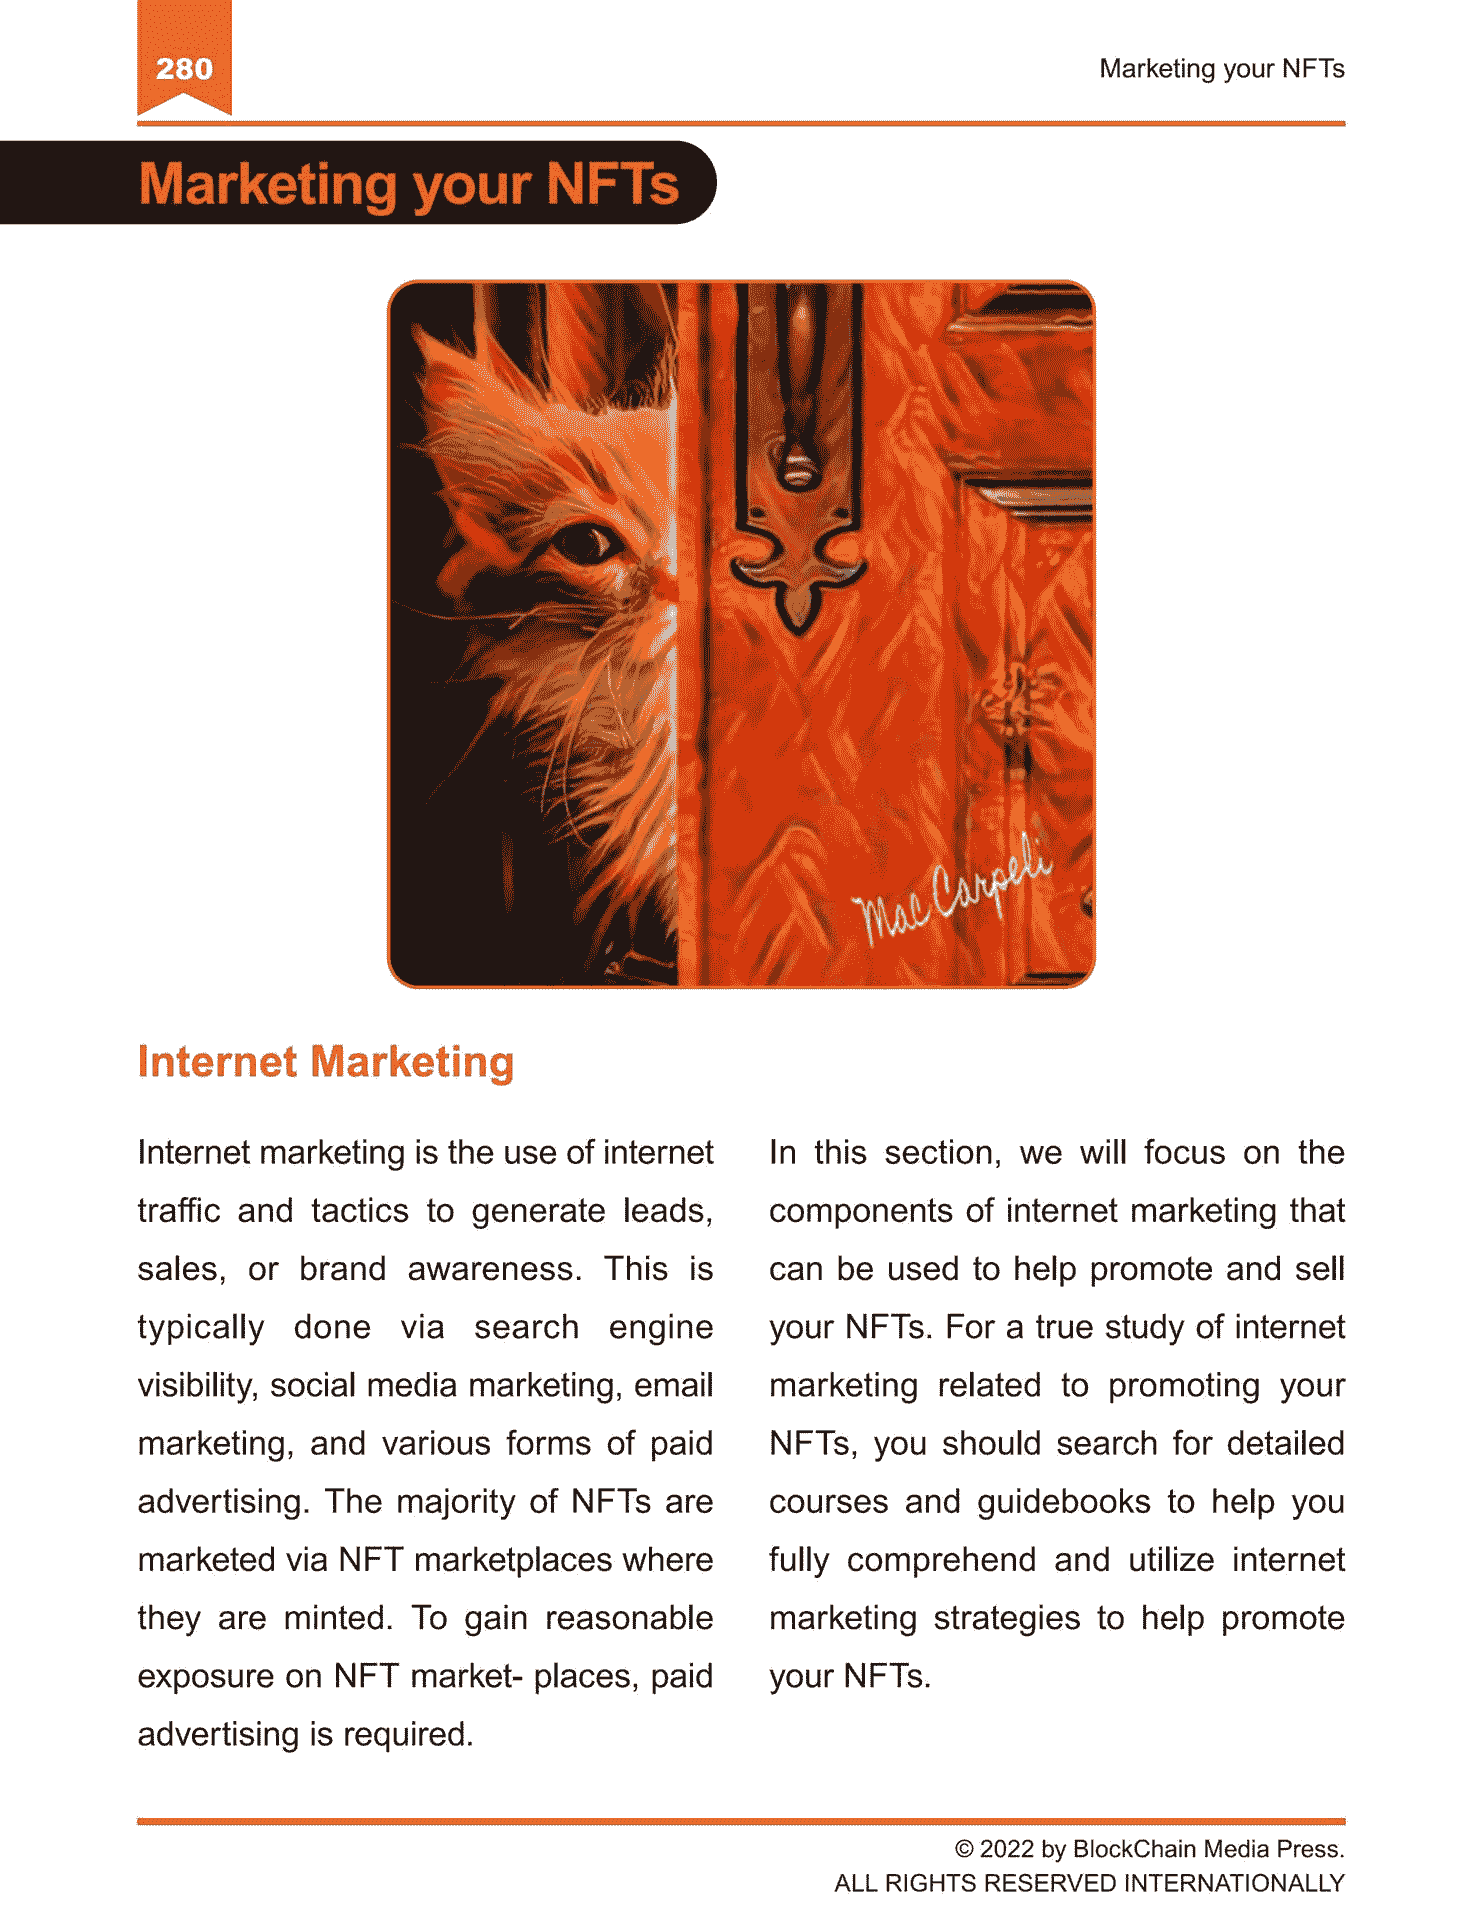 280
Marketing your NFTs
Marketing your NFTs
Mac Carpeli
Internet Marketing
Internet marketing is the use of internet
traffic and tactics to generate leads,
sales, or brand awareness. This is
typically done via search engine
visibility, social media marketing, email
marketing, and various forms of paid
advertising. The majority of NFTs are
marketed via NFT marketplaces where
they are minted. To gain reasonable
exposure on NFT market- places, paid
advertising is required.
In this section, we will focus on the
components of internet marketing that
can be used to help promote and sell
your NFTs. For a true study of internet
marketing related to promoting your
NFTs, you should search for detailed
courses and guidebooks to help you
fully comprehend and utilize internet
marketing strategies to help promote
your NFTs.
© 2022 by BlockChain Media Press.
ALL RIGHTS RESERVED INTERNATIONALLY